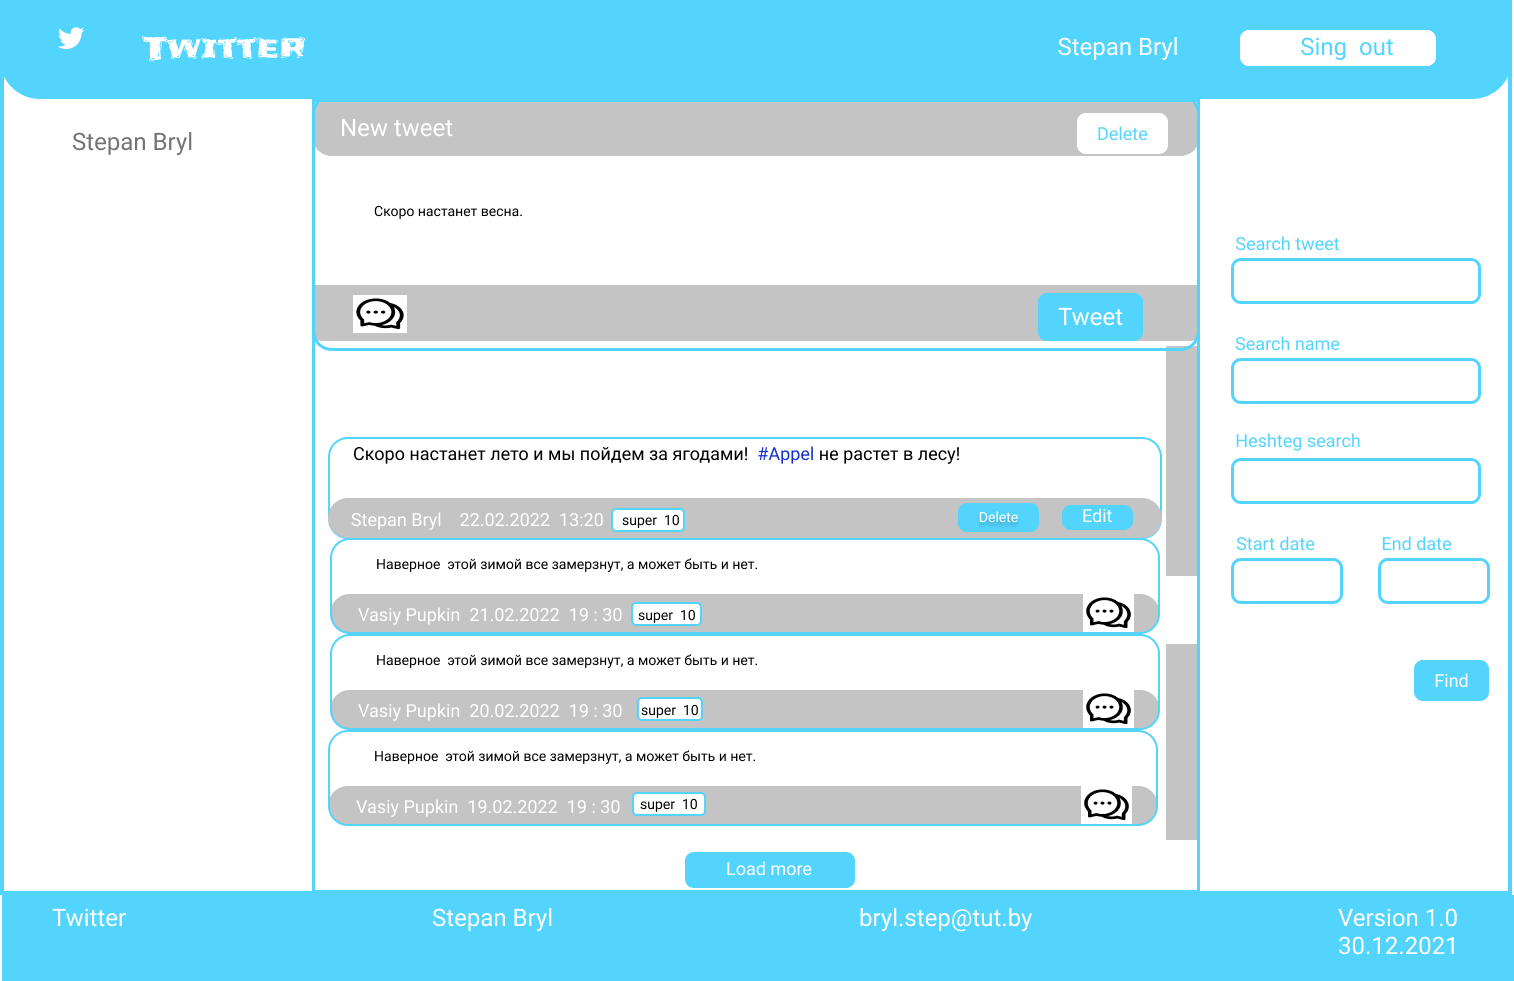 Twitter
Stepan Bryl
Sing out
Stepan Bryl
New tweet
Delete
Скоро настанет весна.
Tweet
Скоро настанет лето и мы пойдем за ягодами! #Appel не растет в лесу!
Stepan Bryl 22.02.2022 13:20 super 10
Delete
Edit
Наверное этой зимой все замерзнут, а может быть и нет.
Vasiy Pupkin 21.02.2022 19 : 30 super 10
Наверное этой зимой все замерзнут, а может быть и нет.
Vasiy Pupkin 20.02.2022 19 : 30 super 10
Наверное этой зимой все замерзнут, а может быть и нет.
Vasiy Pupkin 19.02.2022 19 : 30 super 10
Load more
Search tweet
Search name
Heshteg search
Start date
End date
Find
Twitter
Stepan Bryl
bryl.step@tut.by
Version 1.0
30.12.2021